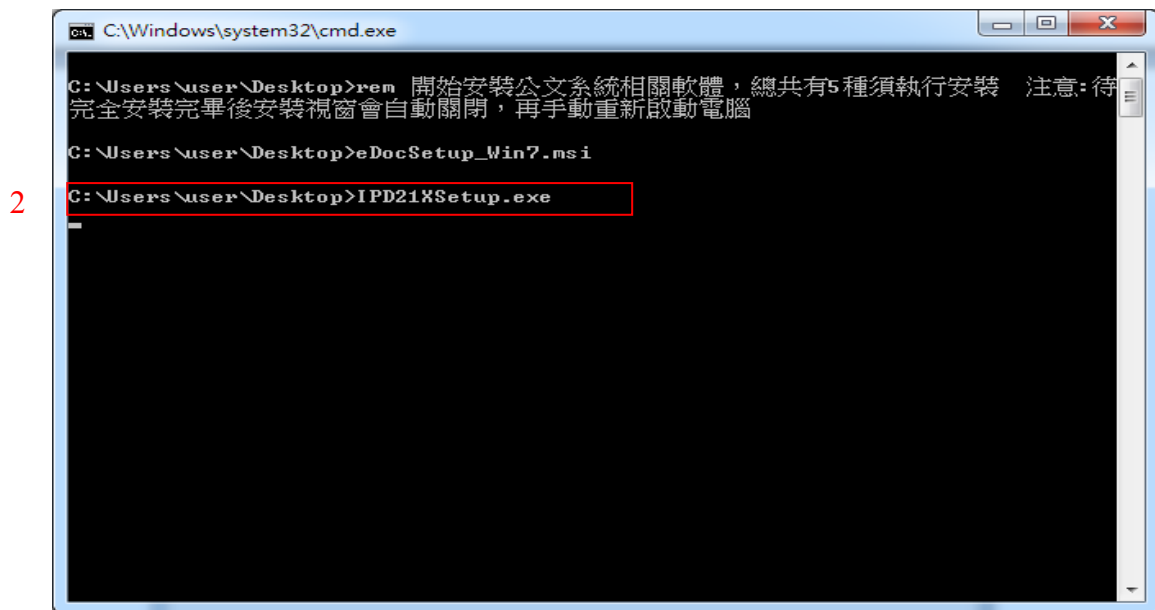 C:\Windows\system32\cmd.exe
C:\Users\user\Desktop>rem 開始安裝公文系統相關軟體，總共有5種須執行安裝　注意:待
完全安裝完畢後安裝視窗會自動關閉，再手動重新啟動電腦
C:\Users\user\Desktop>eDocSetup_Win7.msi
2
C:\Users\user\Desktop>IPD21XSetup.exe